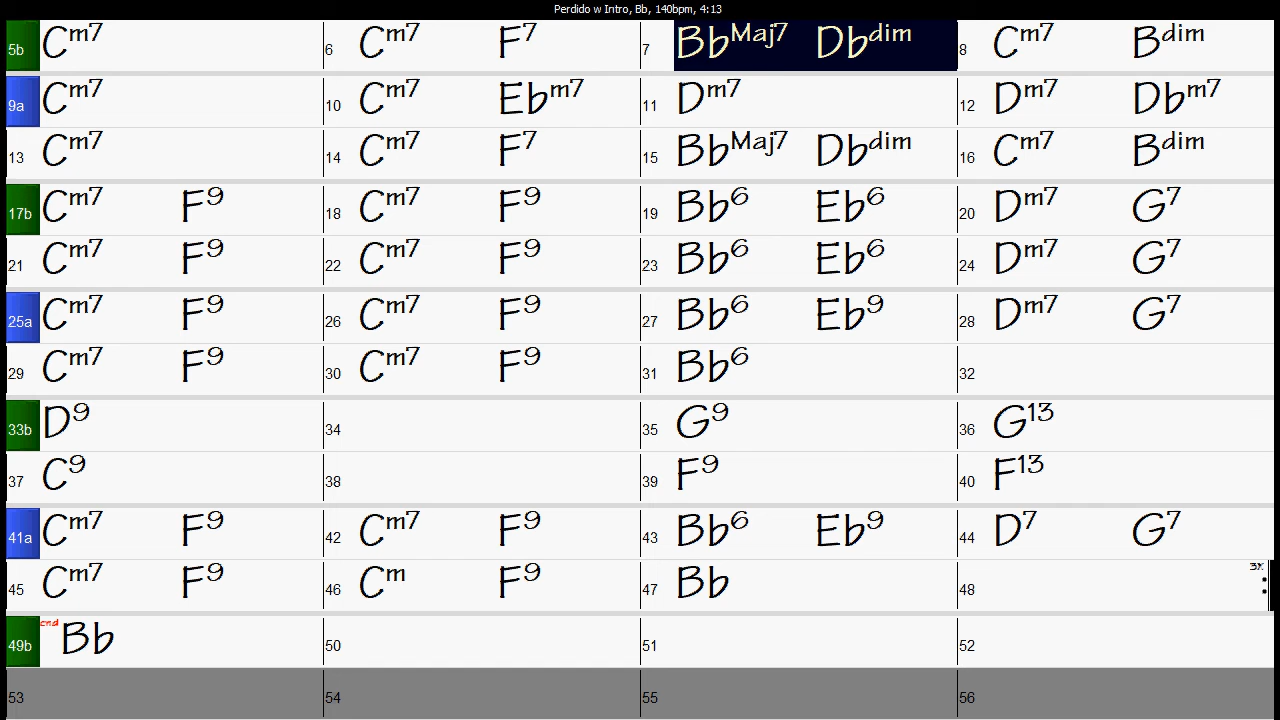 Perdido w Intro, Bb, 140bpm, 4:13
5b Cm7 6 Cm7 F7 7 BbMaj7 Dbdim 8 Cm7 Bdim
9a Cm7 10 Cm7 Ebm7 11 Dm7 12 Dm7 Dbm7
13 Cm7 14 Cm7 F7 15 BbMaj7 Dbdim 16 Cm7 Bdim
17b Cm7 F9 18 Cm7 F9 19 Bb6 Eb6 20 Dm7 G7
21 Cm7 F9 22 Cm7 F9 23 Bb6 Eb6 24 Dm7 G7
25a Cm7 F9 26 Cm7 F9 27 Bb6 Eb9 28 Dm7 G7
29 Cm7 F9 30 Cm7 F9 31 Bb6 32
33b D9 34 35 G9 36 G13
37 C9 38 39 F9 40 F13
41a Cm7 F9 42 Cm7 F9 43 Bb6 Eb9 44 D7 G7
45 Cm7 F9 46 Cm F9 47 Bb 48 3x
49b end Bb 50 51 52
53 54 55 56